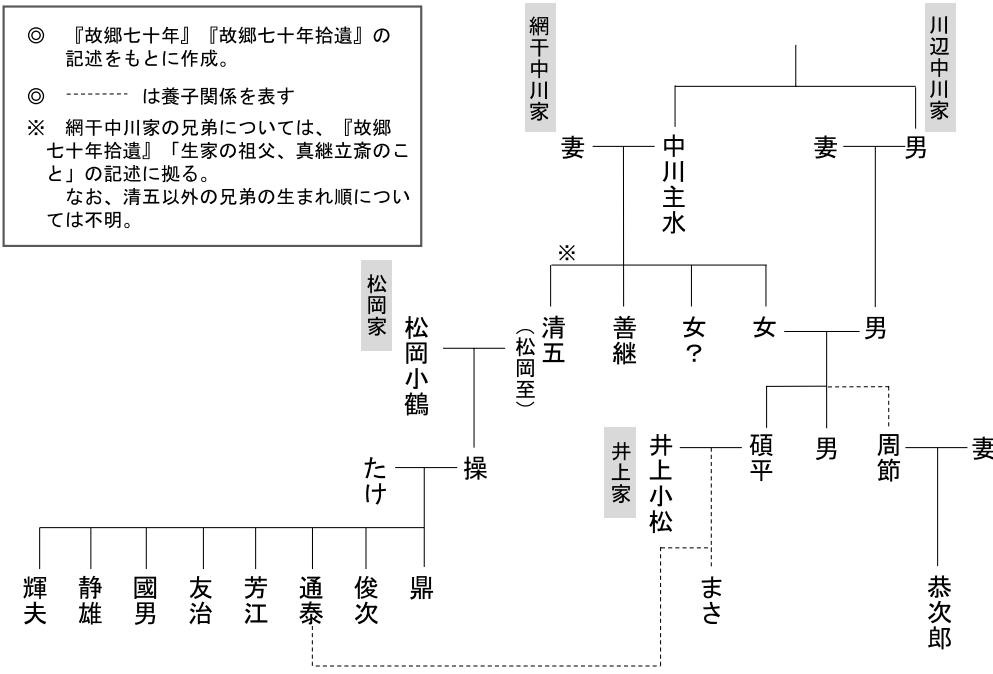 ◎ 『故郷七十年』『故郷七十年拾遺』の
記述をもとに作成。
◎ -------- は養子関係を表す
※ 網干中川家の兄弟については、『故郷
七十年拾遺』「生家の祖父、真継立斎のこ
と」の記述に拠る。
なお、清五以外の兄弟の生まれ順につい
ては不明。
網干中川家
川辺中川家
妻
中川主水
妻
男
※
松岡家
松岡小鶴
清五
（松岡至）
善継
女？
女
男
井上家
井上小松
碩平
男
周節
妻
たけ
操
輝夫
静雄
國男
友治
芳江
通泰
俊次
鼎
まさ
恭次郎